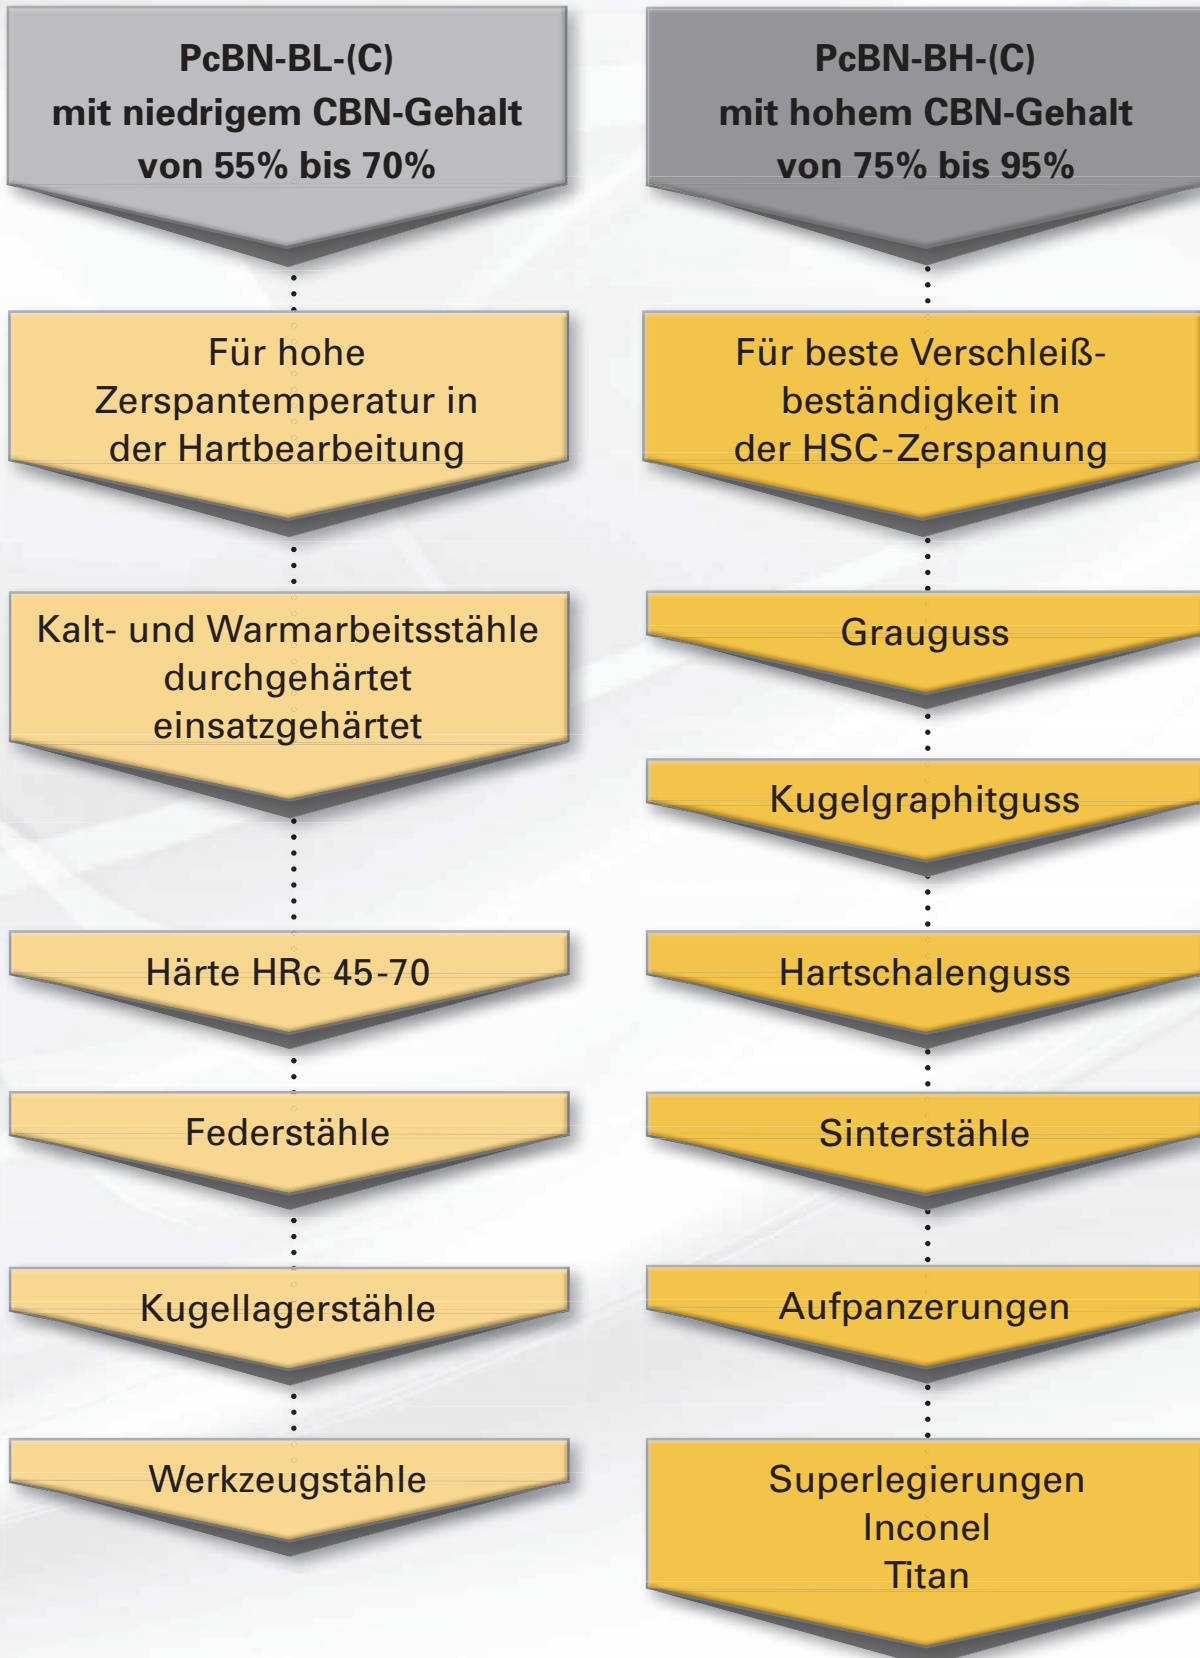 PcBN-BL-(C)
mit niedrigem CBN-Gehalt
von 55% bis 70%
Für hohe
Zerspantemperatur in
der Hartbearbeitung
Kalt- und Warmarbeitsstähle
durchgehärtet
einsatzgehärtet
Härte HRc 45-70
Federstähle
Kugellagerstähle
Werkzeugstähle
PcBN-BH-(C)
mit hohem CBN-Gehalt
von 75% bis 95%
Für beste Verschleiß-
beständigkeit in
der HSC-Zerspanung
Grauguss
Kugelgraphitguss
Hartschalenguss
Sinterstähle
Aufpanzerungen
Superlegierungen
Inconel
Titan